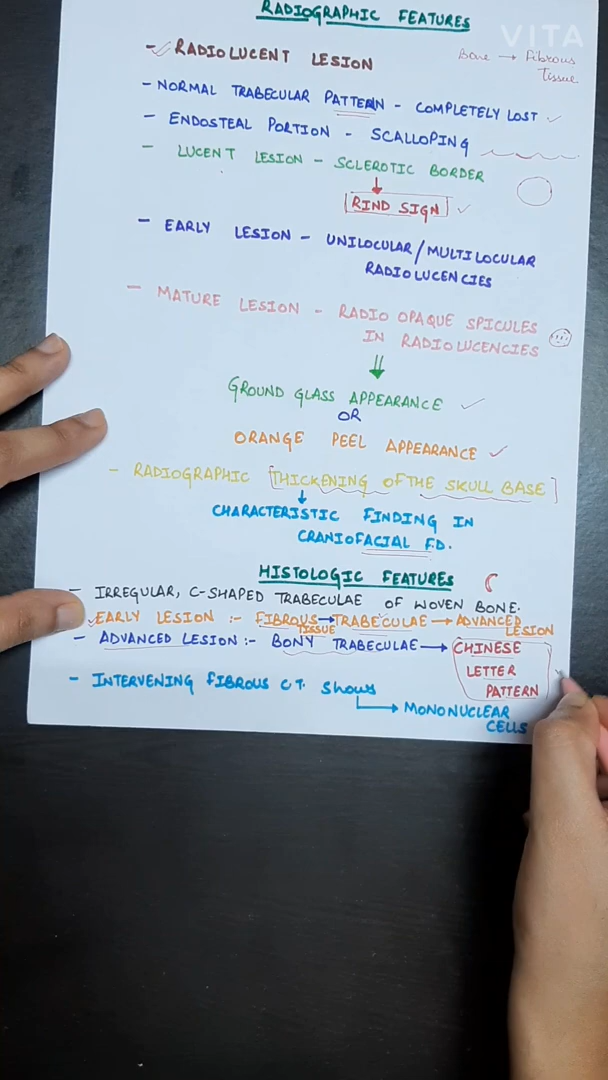 RADIOGRAPHIC FEATURES
VITA
- RADIOLUCENT LESION
Bone → Fibrous
Tissue
- NORMAL TRABECULAR PATTERN - COMPLETELY LOST
- ENDOSTEAL PORTION - SCALLOPING
- LUCENT LESION - SCLEROTIC BORDER
RIND SIGN
- EARLY LESION - UNILOCULAR/MULTILOCULAR
RADIOLUCENCIES
- MATURE LESION - RADIO OPAQUE SPICULES
IN RADIOLUCENCIES
GROUND GLASS APPEARANCE
OR
ORANGE PEEL APPEARANCE
- RADIOGRAPHIC [THICKENING OF THE SKULL BASE]
CHARACTERISTIC FINDING IN
CRANIOFACIAL F.D.
HISTOLOGIC FEATURES
- IRREGULAR, C-SHAPED TRABECULAE OF WOVEN BONE.
EARLY LESION :- FIBROUS TISSUE → TRABECULAE → ADVANCED
LESION
- ADVANCED LESION :- BONY TRABECULAE → CHINESE
LETTER
PATTERN
- INTERVENING FIBROUS C.T. Shows
→ MONONUCLEAR
CELLS